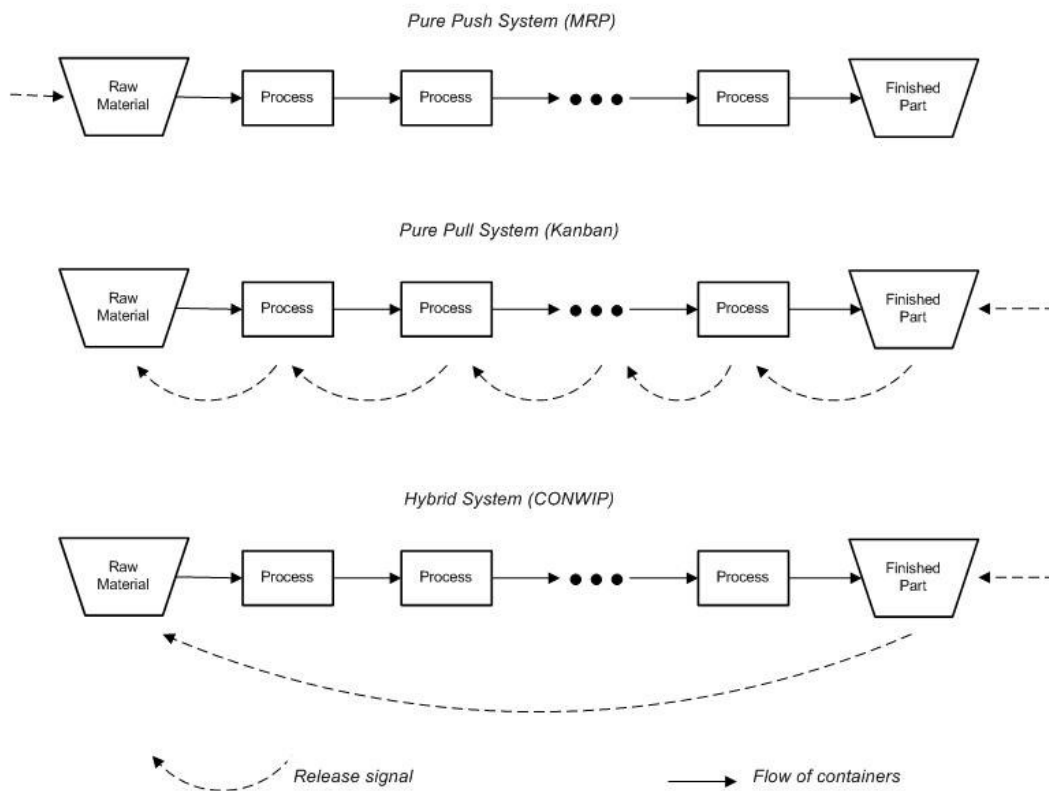 Pure Push System (MRP)
Raw
Material
Process
Process
Process
Finished
Part
Pure Pull System (Kanban)
Raw
Material
Process
Process
Process
Finished
Part
Hybrid System (CONWIP)
Raw
Material
Process
Process
Process
Finished
Part
Release signal
Flow of containers